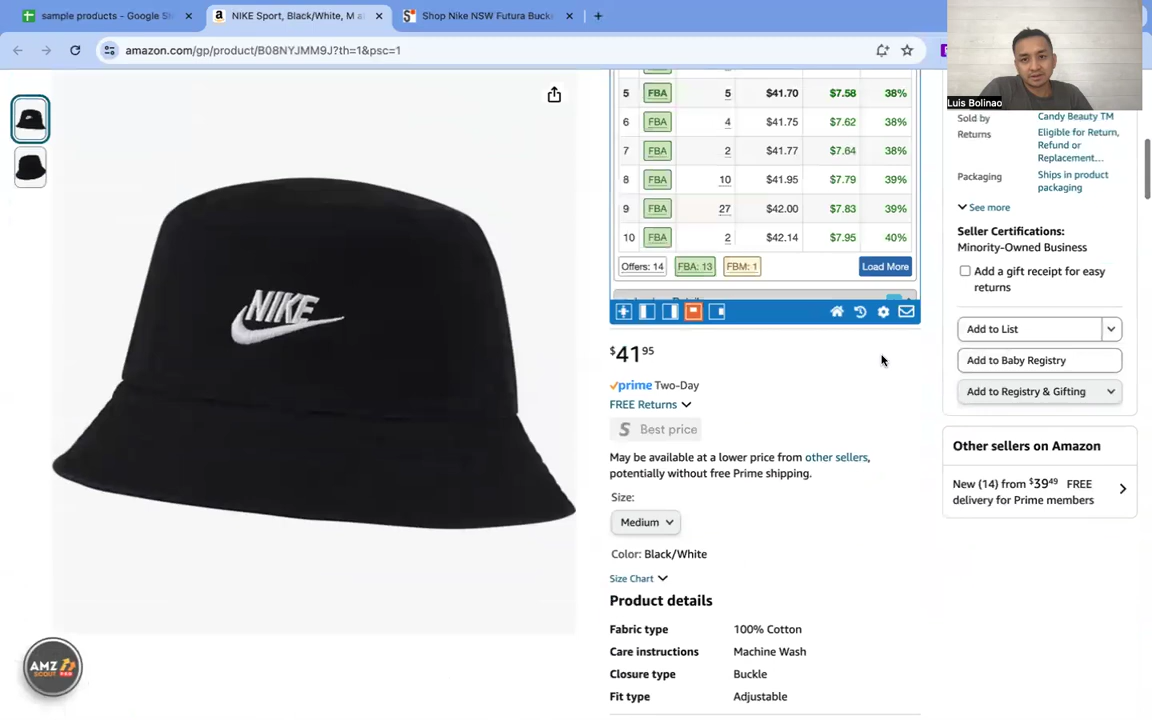 sample products - Google Sh
NIKE Sport, Black/White, M a
Shop Nike NSW Futura Bucke
amazon.com/gp/product/B08NYJMM9J?th=1&psc=1
Luis Bolinao
5 FBA 5 $41.70 $7.58 38%
6 FBA 4 $41.75 $7.62 38%
7 FBA 2 $41.77 $7.64 38%
8 FBA 10 $41.95 $7.79 39%
9 FBA 27 $42.00 $7.83 39%
10 FBA 2 $42.14 $7.95 40%
Offers: 14 FBA: 13 FBM: 1 Load More
NIKE
$41.95
prime Two-Day
FREE Returns
S Best price
May be available at a lower price from other sellers,
potentially without free Prime shipping.
Size:
Medium
Color: Black/White
Size Chart
Product details
Fabric type 100% Cotton
Care instructions Machine Wash
Closure type Buckle
Fit type Adjustable
Sold by Candy Beauty TM
Returns Eligible for Return,
Refund or
Replacement...
Packaging Ships in product
packaging
See more
Seller Certifications:
Minority-Owned Business
Add a gift receipt for easy
returns
Add to List
Add to Baby Registry
Add to Registry & Gifting
Other sellers on Amazon
New (14) from $39.49 FREE
delivery for Prime members
AMZ
SCOUT PRO